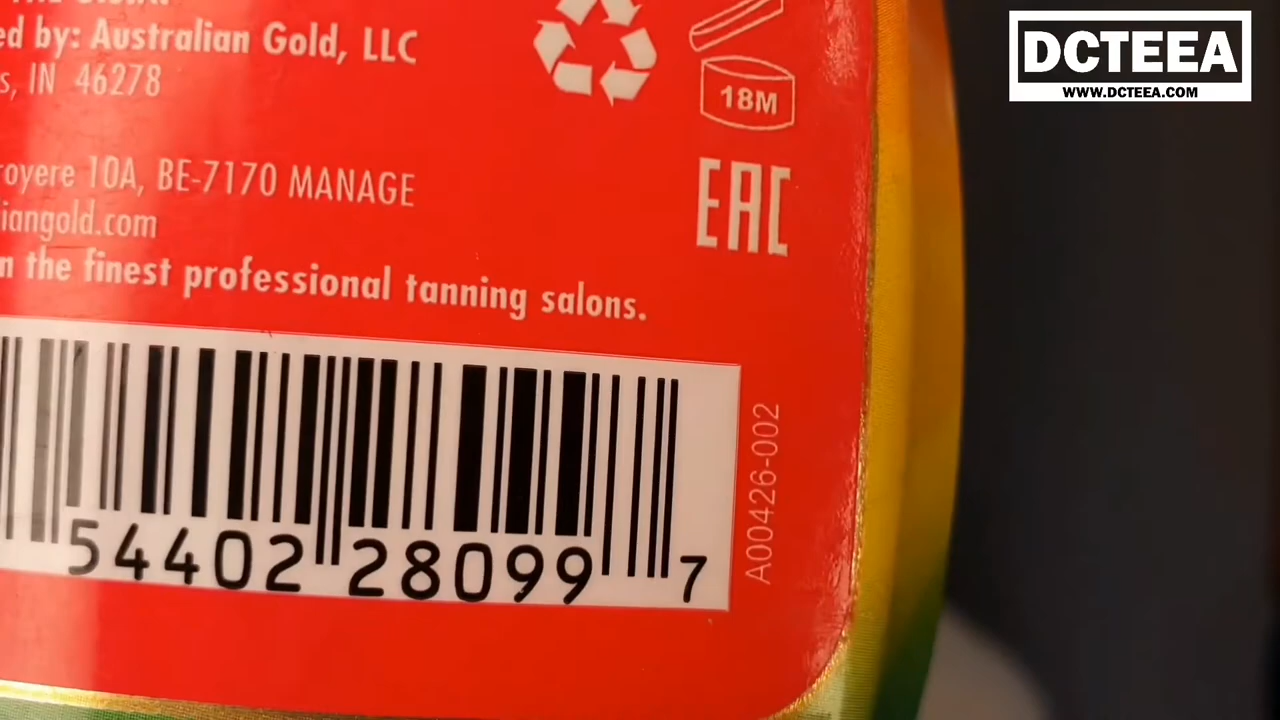 ed by: Australian Gold, LLC
s, IN 46278
18M
EAC
royere 10A, BE-7170 MANAGE
iangold.com
n the finest professional tanning salons.
54402 28099 7
A00426-002
DCTEEA
WWW.DCTEEA.COM